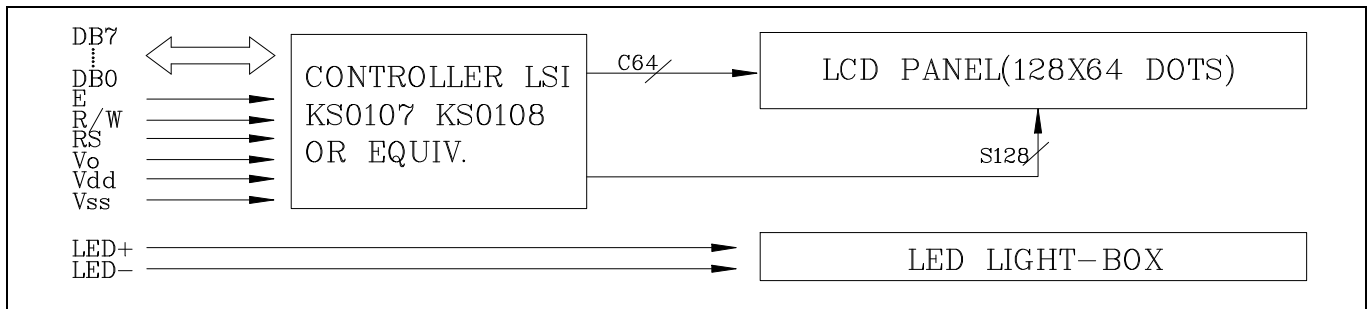 DB7
DB0
E
R/W
RS
Vo
Vdd
Vss
LED+
LED-
CONTROLLER LSI
KS0107 KS0108
OR EQUIV.
C64
LCD PANEL(128X64 DOTS)
S128
LED LIGHT-BOX